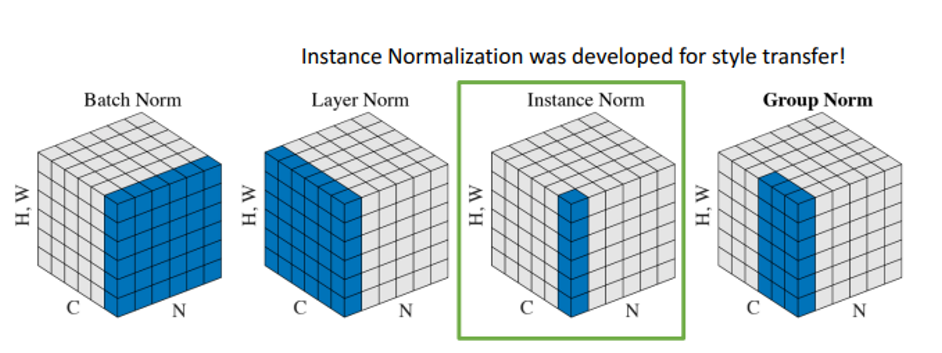 Instance Normalization was developed for style transfer!
Batch Norm
Layer Norm
Instance Norm
Group Norm
H, W
C
N
H, W
C
N
H, W
C
N
H, W
C
N